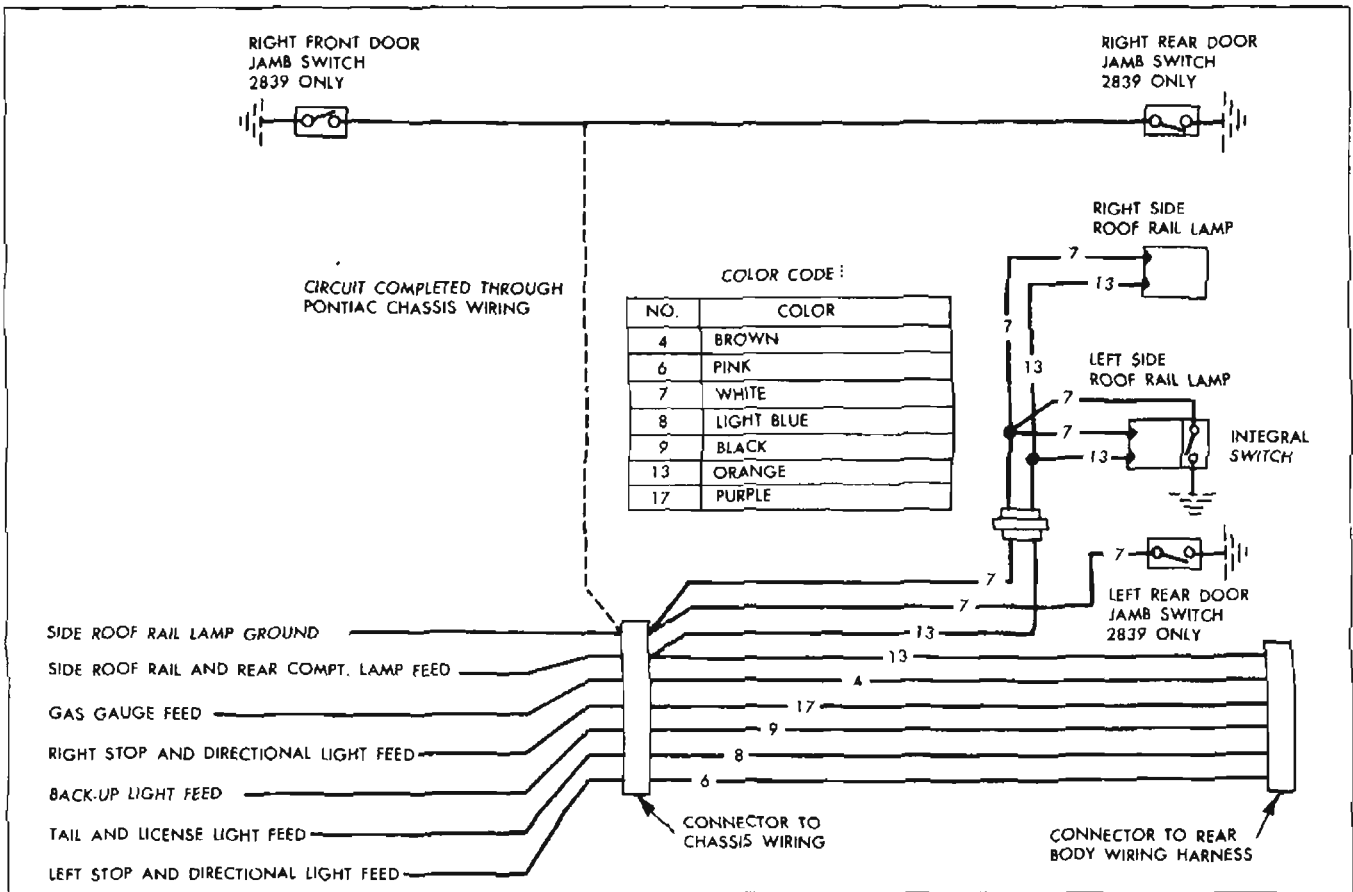 RIGHT FRONT DOOR
JAMB SWITCH
2839 ONLY
RIGHT REAR DOOR
JAMB SWITCH
2839 ONLY
RIGHT SIDE
ROOF RAIL LAMP
7
13
7
13
CIRCUIT COMPLETED THROUGH
PONTIAC CHASSIS WIRING
COLOR CODE:
NO. COLOR
4 BROWN
6 PINK
7 WHITE
8 LIGHT BLUE
9 BLACK
13 ORANGE
17 PURPLE
LEFT SIDE
ROOF RAIL LAMP
7
7
13
INTEGRAL
SWITCH
7
7
7
LEFT REAR DOOR
JAMB SWITCH
2839 ONLY
SIDE ROOF RAIL LAMP GROUND
13
SIDE ROOF RAIL AND REAR COMPT. LAMP FEED
13
GAS GAUGE FEED
4
RIGHT STOP AND DIRECTIONAL LIGHT FEED
17
BACK-UP LIGHT FEED
9
TAIL AND LICENSE LIGHT FEED
8
LEFT STOP AND DIRECTIONAL LIGHT FEED
6
CONNECTOR TO
CHASSIS WIRING
CONNECTOR TO REAR
BODY WIRING HARNESS